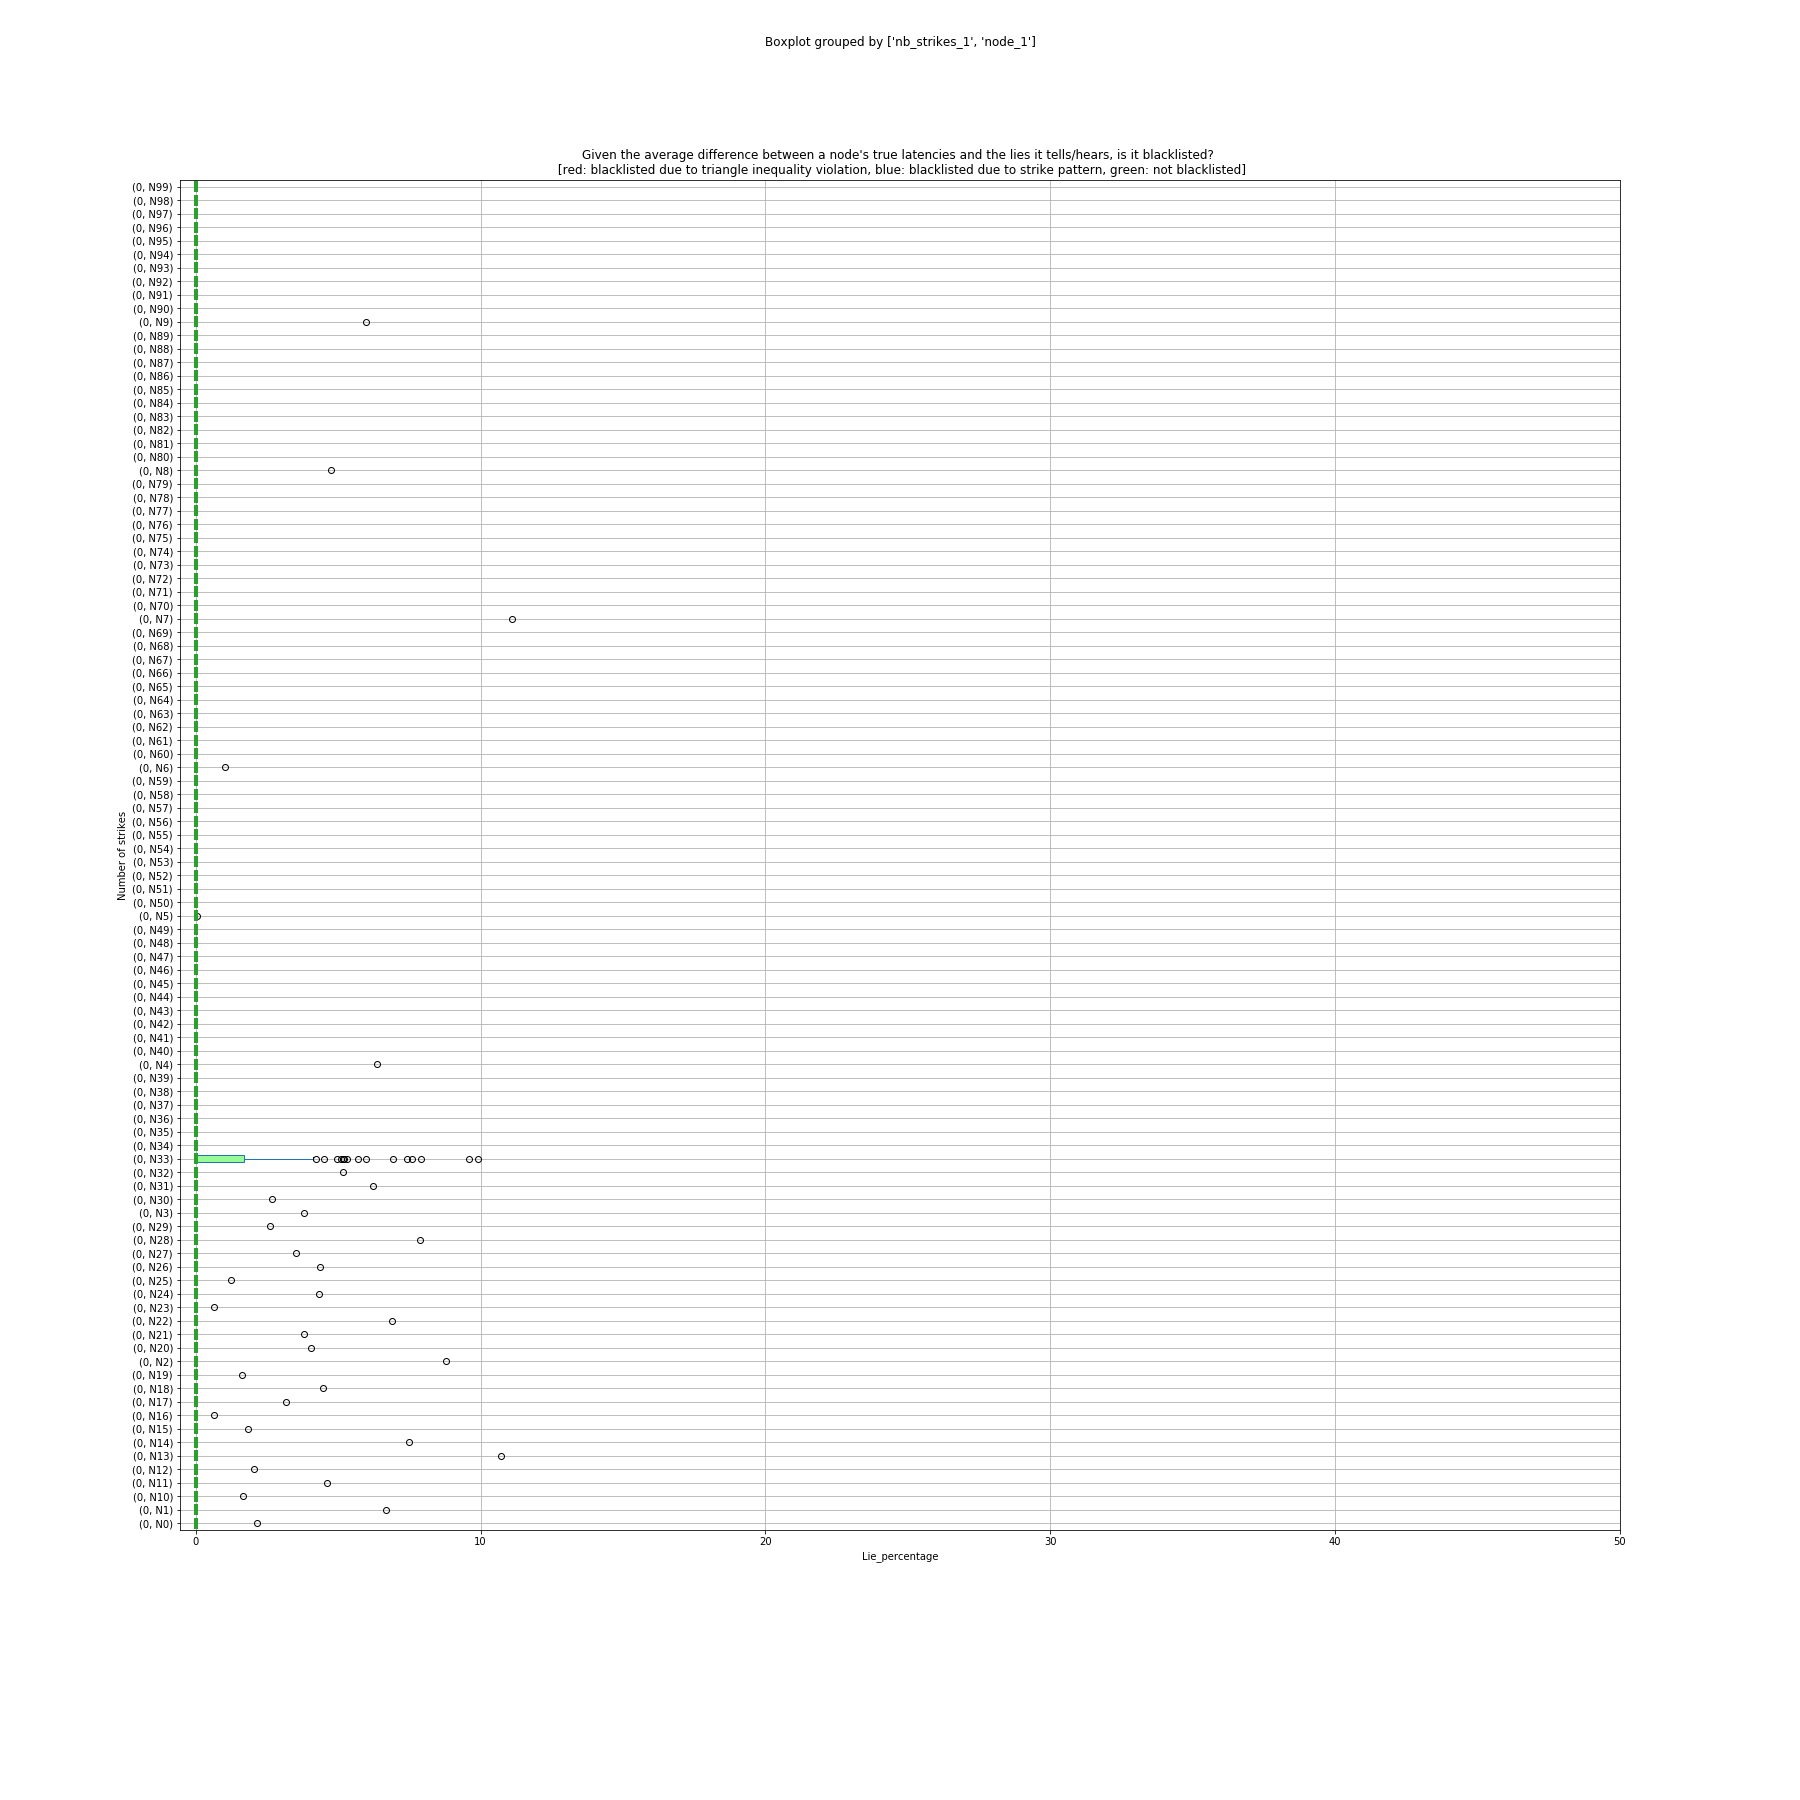 Boxplot grouped by ['nb_strikes_1', 'node_1']
Given the average difference between a node's true latencies and the lies it tells/hears, is it blacklisted?
[red: blacklisted due to triangle inequality violation, blue: blacklisted due to strike pattern, green: not blacklisted]
(0, N99)
(0, N98)
(0, N97)
(0, N96)
(0, N95)
(0, N94)
(0, N93)
(0, N92)
(0, N91)
(0, N90)
(0, N9)
(0, N89)
(0, N88)
(0, N87)
(0, N86)
(0, N85)
(0, N84)
(0, N83)
(0, N82)
(0, N81)
(0, N80)
(0, N8)
(0, N79)
(0, N78)
(0, N77)
(0, N76)
(0, N75)
(0, N74)
(0, N73)
(0, N72)
(0, N71)
(0, N70)
(0, N7)
(0, N69)
(0, N68)
(0, N67)
(0, N66)
(0, N65)
(0, N64)
(0, N63)
(0, N62)
(0, N61)
(0, N60)
(0, N6)
(0, N59)
(0, N58)
(0, N57)
(0, N56)
(0, N55)
(0, N54)
(0, N53)
(0, N52)
(0, N51)
(0, N50)
(0, N5)
(0, N49)
(0, N48)
(0, N47)
(0, N46)
(0, N45)
(0, N44)
(0, N43)
(0, N42)
(0, N41)
(0, N40)
(0, N4)
(0, N39)
(0, N38)
(0, N37)
(0, N36)
(0, N35)
(0, N34)
(0, N33)
(0, N32)
(0, N31)
(0, N30)
(0, N3)
(0, N29)
(0, N28)
(0, N27)
(0, N26)
(0, N25)
(0, N24)
(0, N23)
(0, N22)
(0, N21)
(0, N20)
(0, N2)
(0, N19)
(0, N18)
(0, N17)
(0, N16)
(0, N15)
(0, N14)
(0, N13)
(0, N12)
(0, N11)
(0, N10)
(0, N1)
(0, N0)
Number of strikes
0 10 20 30 40 50
Lie_percentage